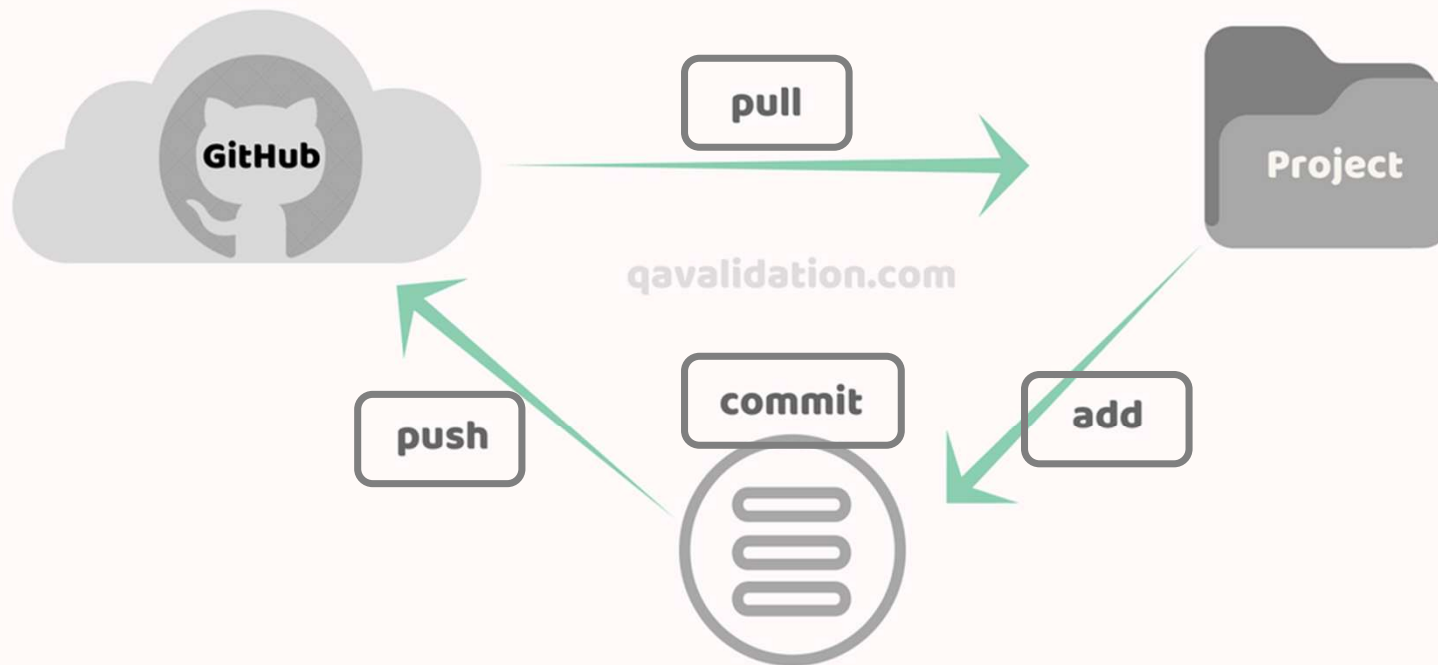 pull
GitHub
Project
qavalidation.com
commit
add
push